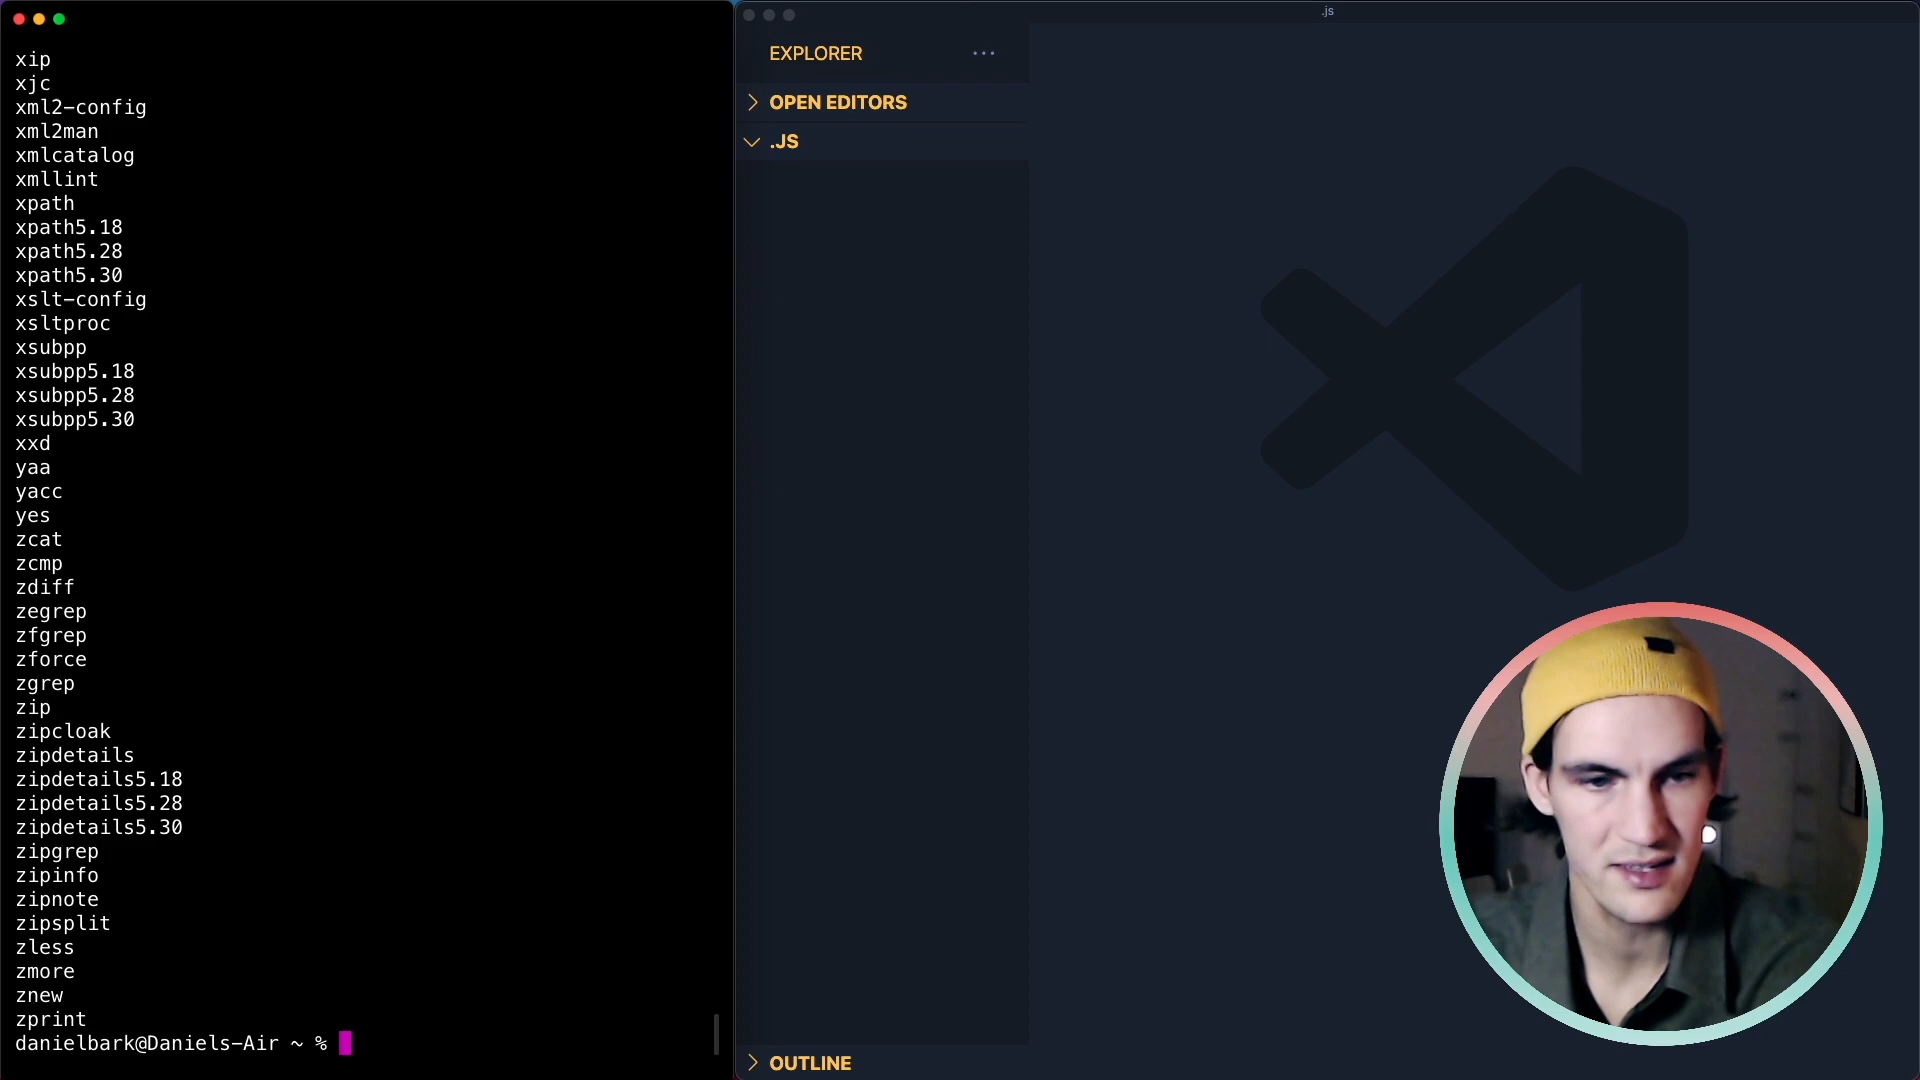 xip
xjc
xml2-config
xml2man
xmlcatalog
xmllint
xpath
xpath5.18
xpath5.28
xpath5.30
xslt-config
xsltproc
xsubpp
xsubpp5.18
xsubpp5.28
xsubpp5.30
xxd
yaa
yacc
yes
zcat
zcmp
zdiff
zegrep
zfgrep
zforce
zgrep
zip
zipcloak
zipdetails
zipdetails5.18
zipdetails5.28
zipdetails5.30
zipgrep
zipinfo
zipnote
zipsplit
zless
zmore
znew
zprint
danielbark@Daniels-Air ~ %
.js
EXPLORER
OPEN EDITORS
.JS
OUTLINE